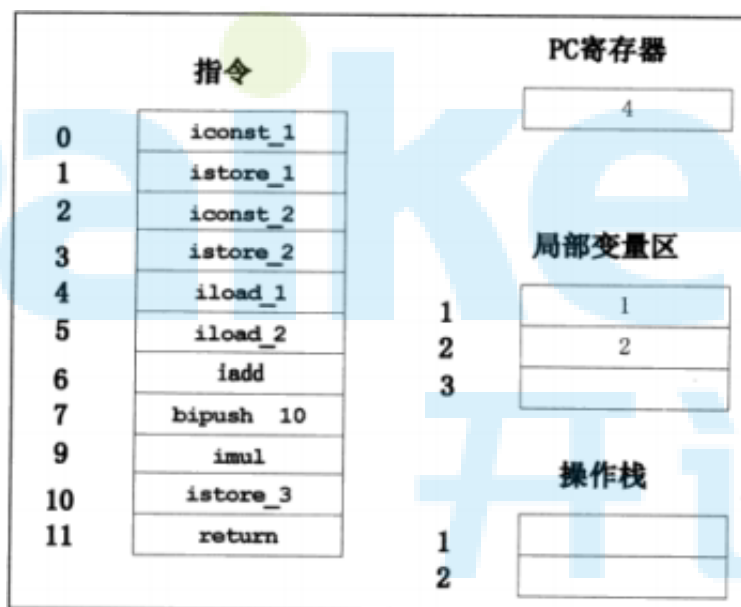 指令
0 iconst_1
1 istore_1
2 iconst_2
3 istore_2
4 iload_1
5 iload_2
6 iadd
7 bipush 10
9 imul
10 istore_3
11 return
PC寄存器
4
局部变量区
1 1
2 2
3
操作栈
1
2
aike